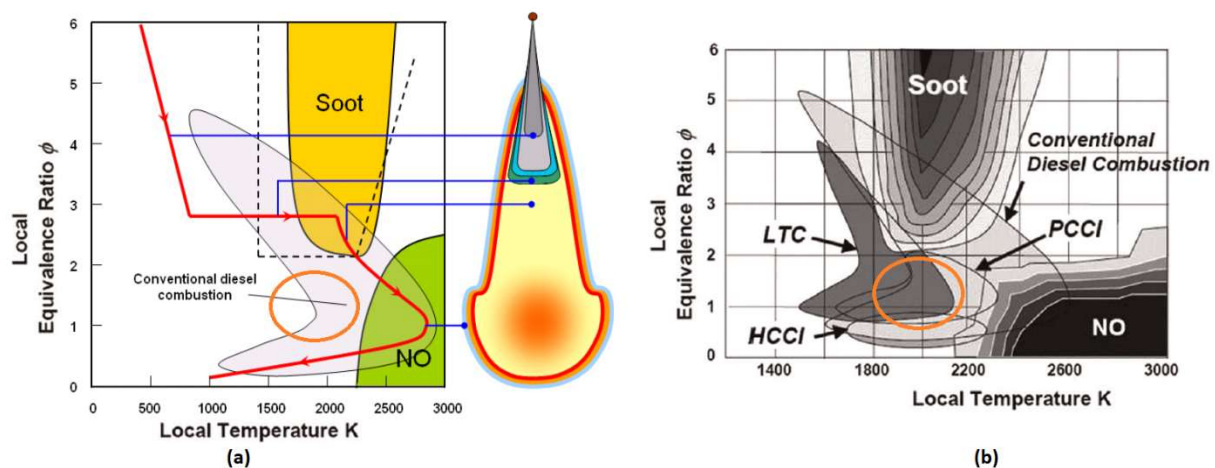 6
5
4
3
2
1
0
Local
Equivalence Ratio ϕ
Soot
Conventional diesel
combustion
NO
0 500 1000 1500 2000 2500 3000
Local Temperature K
(a)
6
5
4
3
2
1
0
Local
Equivalence Ratio ϕ
Soot
Conventional
Diesel Combustion
LTC
PCCI
HCCI
NO
1400 1800 2200 2600 3000
Local Temperature K
(b)